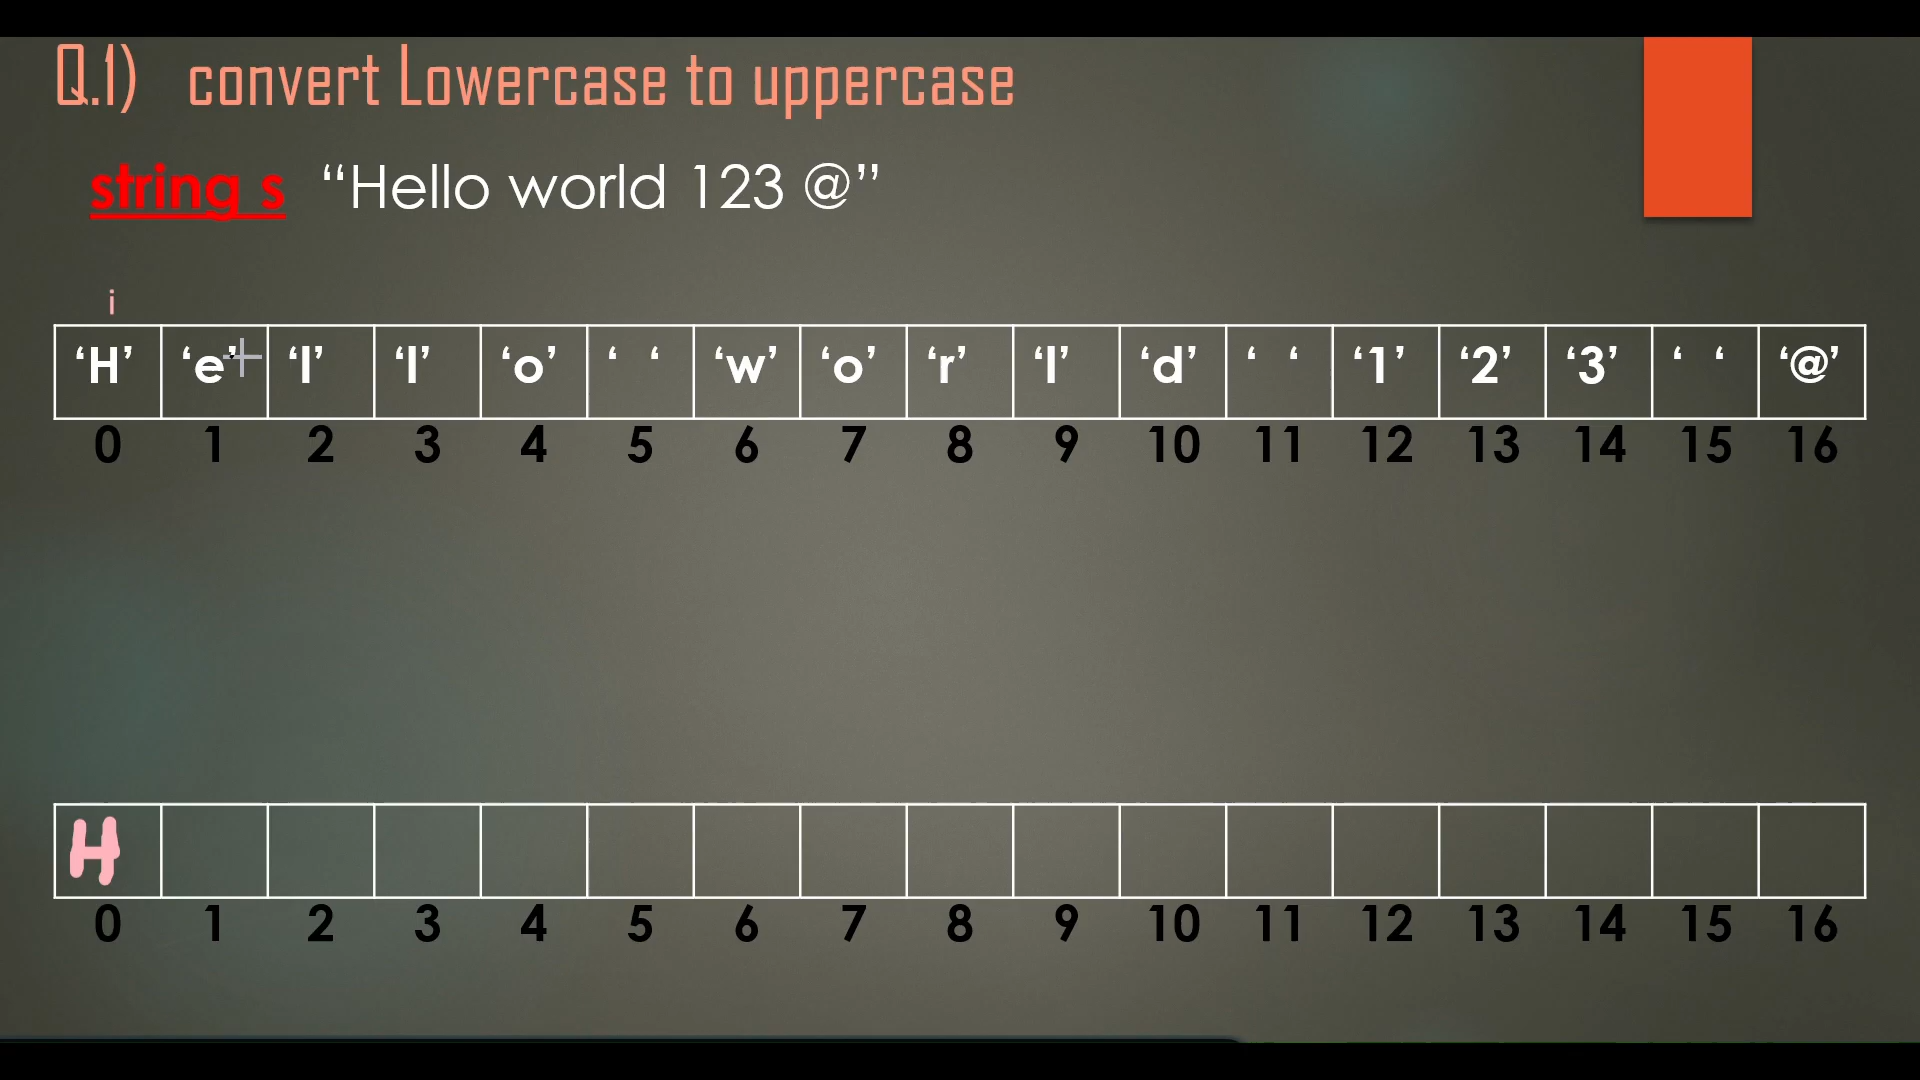 Q.1) convert Lowercase to uppercase
string s “Hello world 123 @”
i
‘H’ ‘e’ ‘l’ ‘l’ ‘o’ ‘ ‘ ‘w’ ‘o’ ‘r’ ‘l’ ‘d’ ‘ ‘ ‘1’ ‘2’ ‘3’ ‘ ‘ ‘@’
0 1 2 3 4 5 6 7 8 9 10 11 12 13 14 15 16
H
0 1 2 3 4 5 6 7 8 9 10 11 12 13 14 15 16